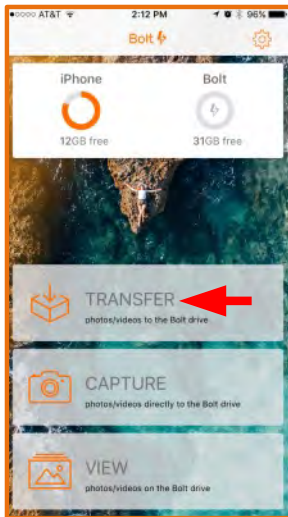 AT&T 2:12 PM 96%
Bolt
iPhone Bolt
12GB free 31GB free
TRANSFER
photos/videos to the Bolt drive
CAPTURE
photos/videos directly to the Bolt drive
VIEW
photos/videos on the Bolt drive